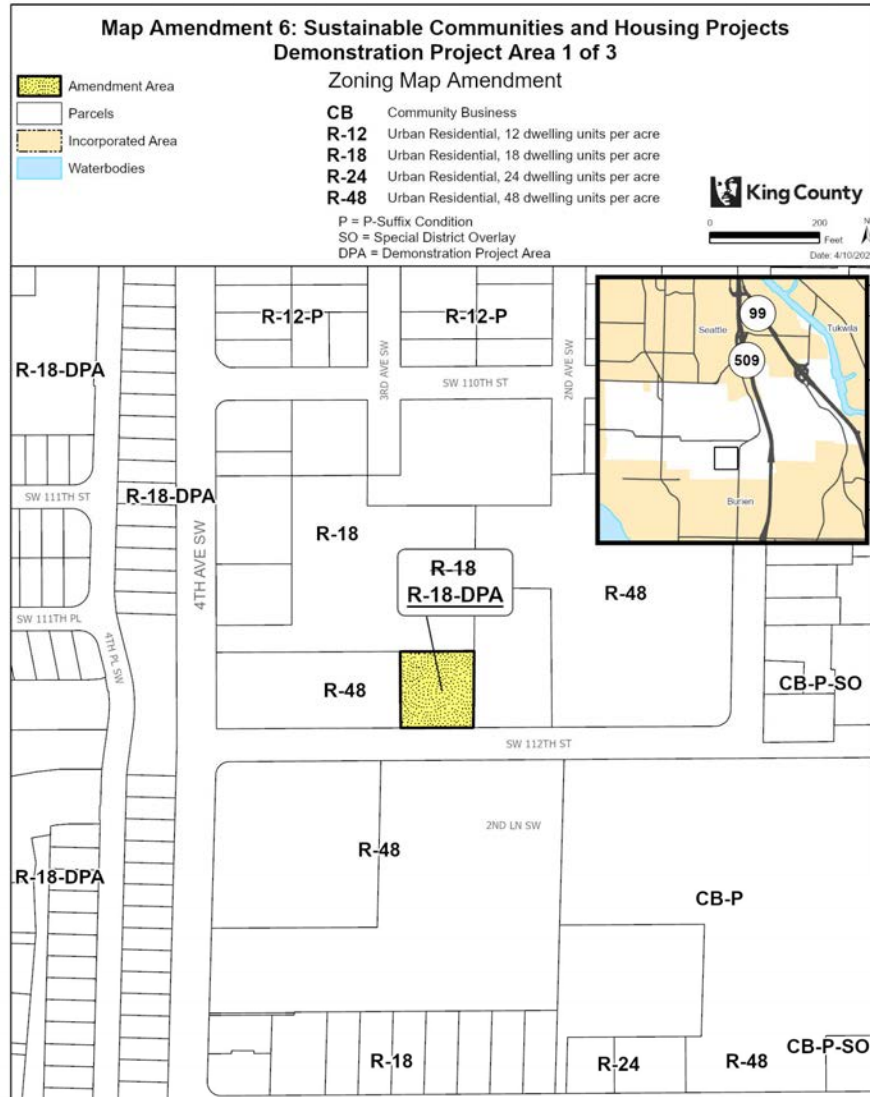 Map Amendment 6: Sustainable Communities and Housing Projects
Demonstration Project Area 1 of 3
Zoning Map Amendment
Amendment Area
Parcels
Incorporated Area
Waterbodies
CB Community Business
R-12 Urban Residential, 12 dwelling units per acre
R-18 Urban Residential, 18 dwelling units per acre
R-24 Urban Residential, 24 dwelling units per acre
R-48 Urban Residential, 48 dwelling units per acre
P = P-Suffix Condition
SO = Special District Overlay
DPA = Demonstration Project Area
King County
0 200
Feet
N
Date: 4/10/202
R-12-P
R-12-P
3RD AVE SW
2ND AVE SW
SW 110TH ST
R-18-DPA
99
Seattle
Tukwila
509
Burien
SW 111TH ST
R-18-DPA
4TH AVE SW
R-18
R-18
R-18-DPA
R-48
SW 111TH PL
4TH PL SW
R-48
CB-P-SO
SW 112TH ST
2ND LN SW
R-48
R-18-DPA
CB-P
R-18
R-24
R-48
CB-P-SO